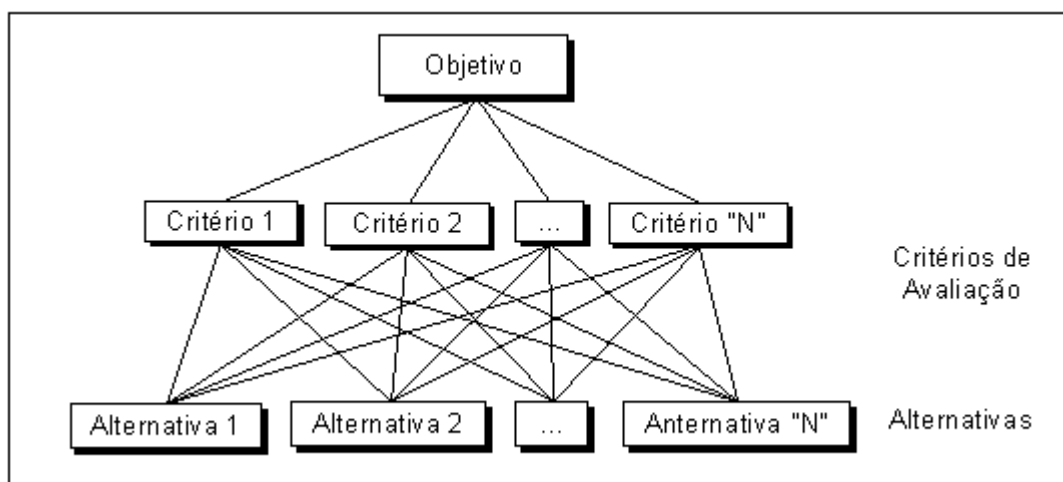 Objetivo
Critério 1
Critério 2
...
Critério "N"
Critérios de
Avaliação
Alternativa 1
Alternativa 2
...
Anternativa "N"
Alternativas